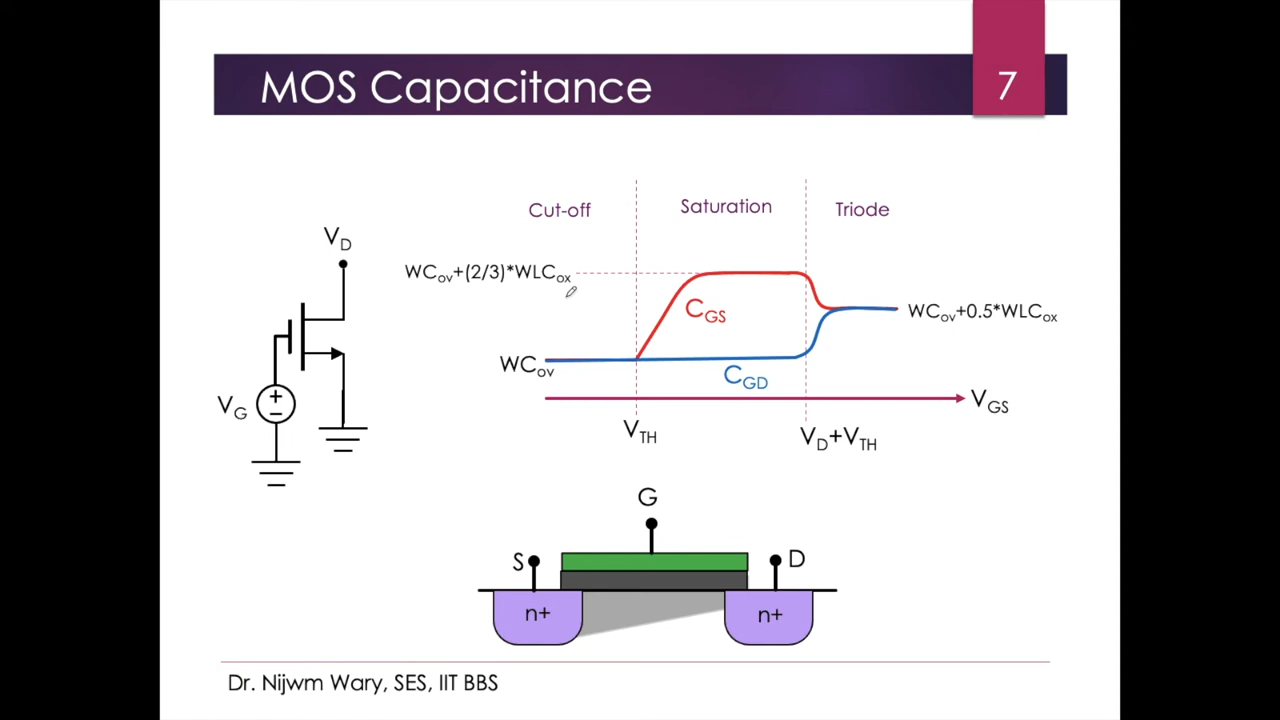 MOS Capacitance
7
Cut-off
Saturation
Triode
V_D
WC_ov+(2/3)*WLC_ox
C_GS
WC_ov+0.5*WLC_ox
WC_ov
C_GD
V_G
+
−
V_GS
V_TH
V_D+V_TH
G
S
D
n+
n+
Dr. Nijwm Wary, SES, IIT BBS